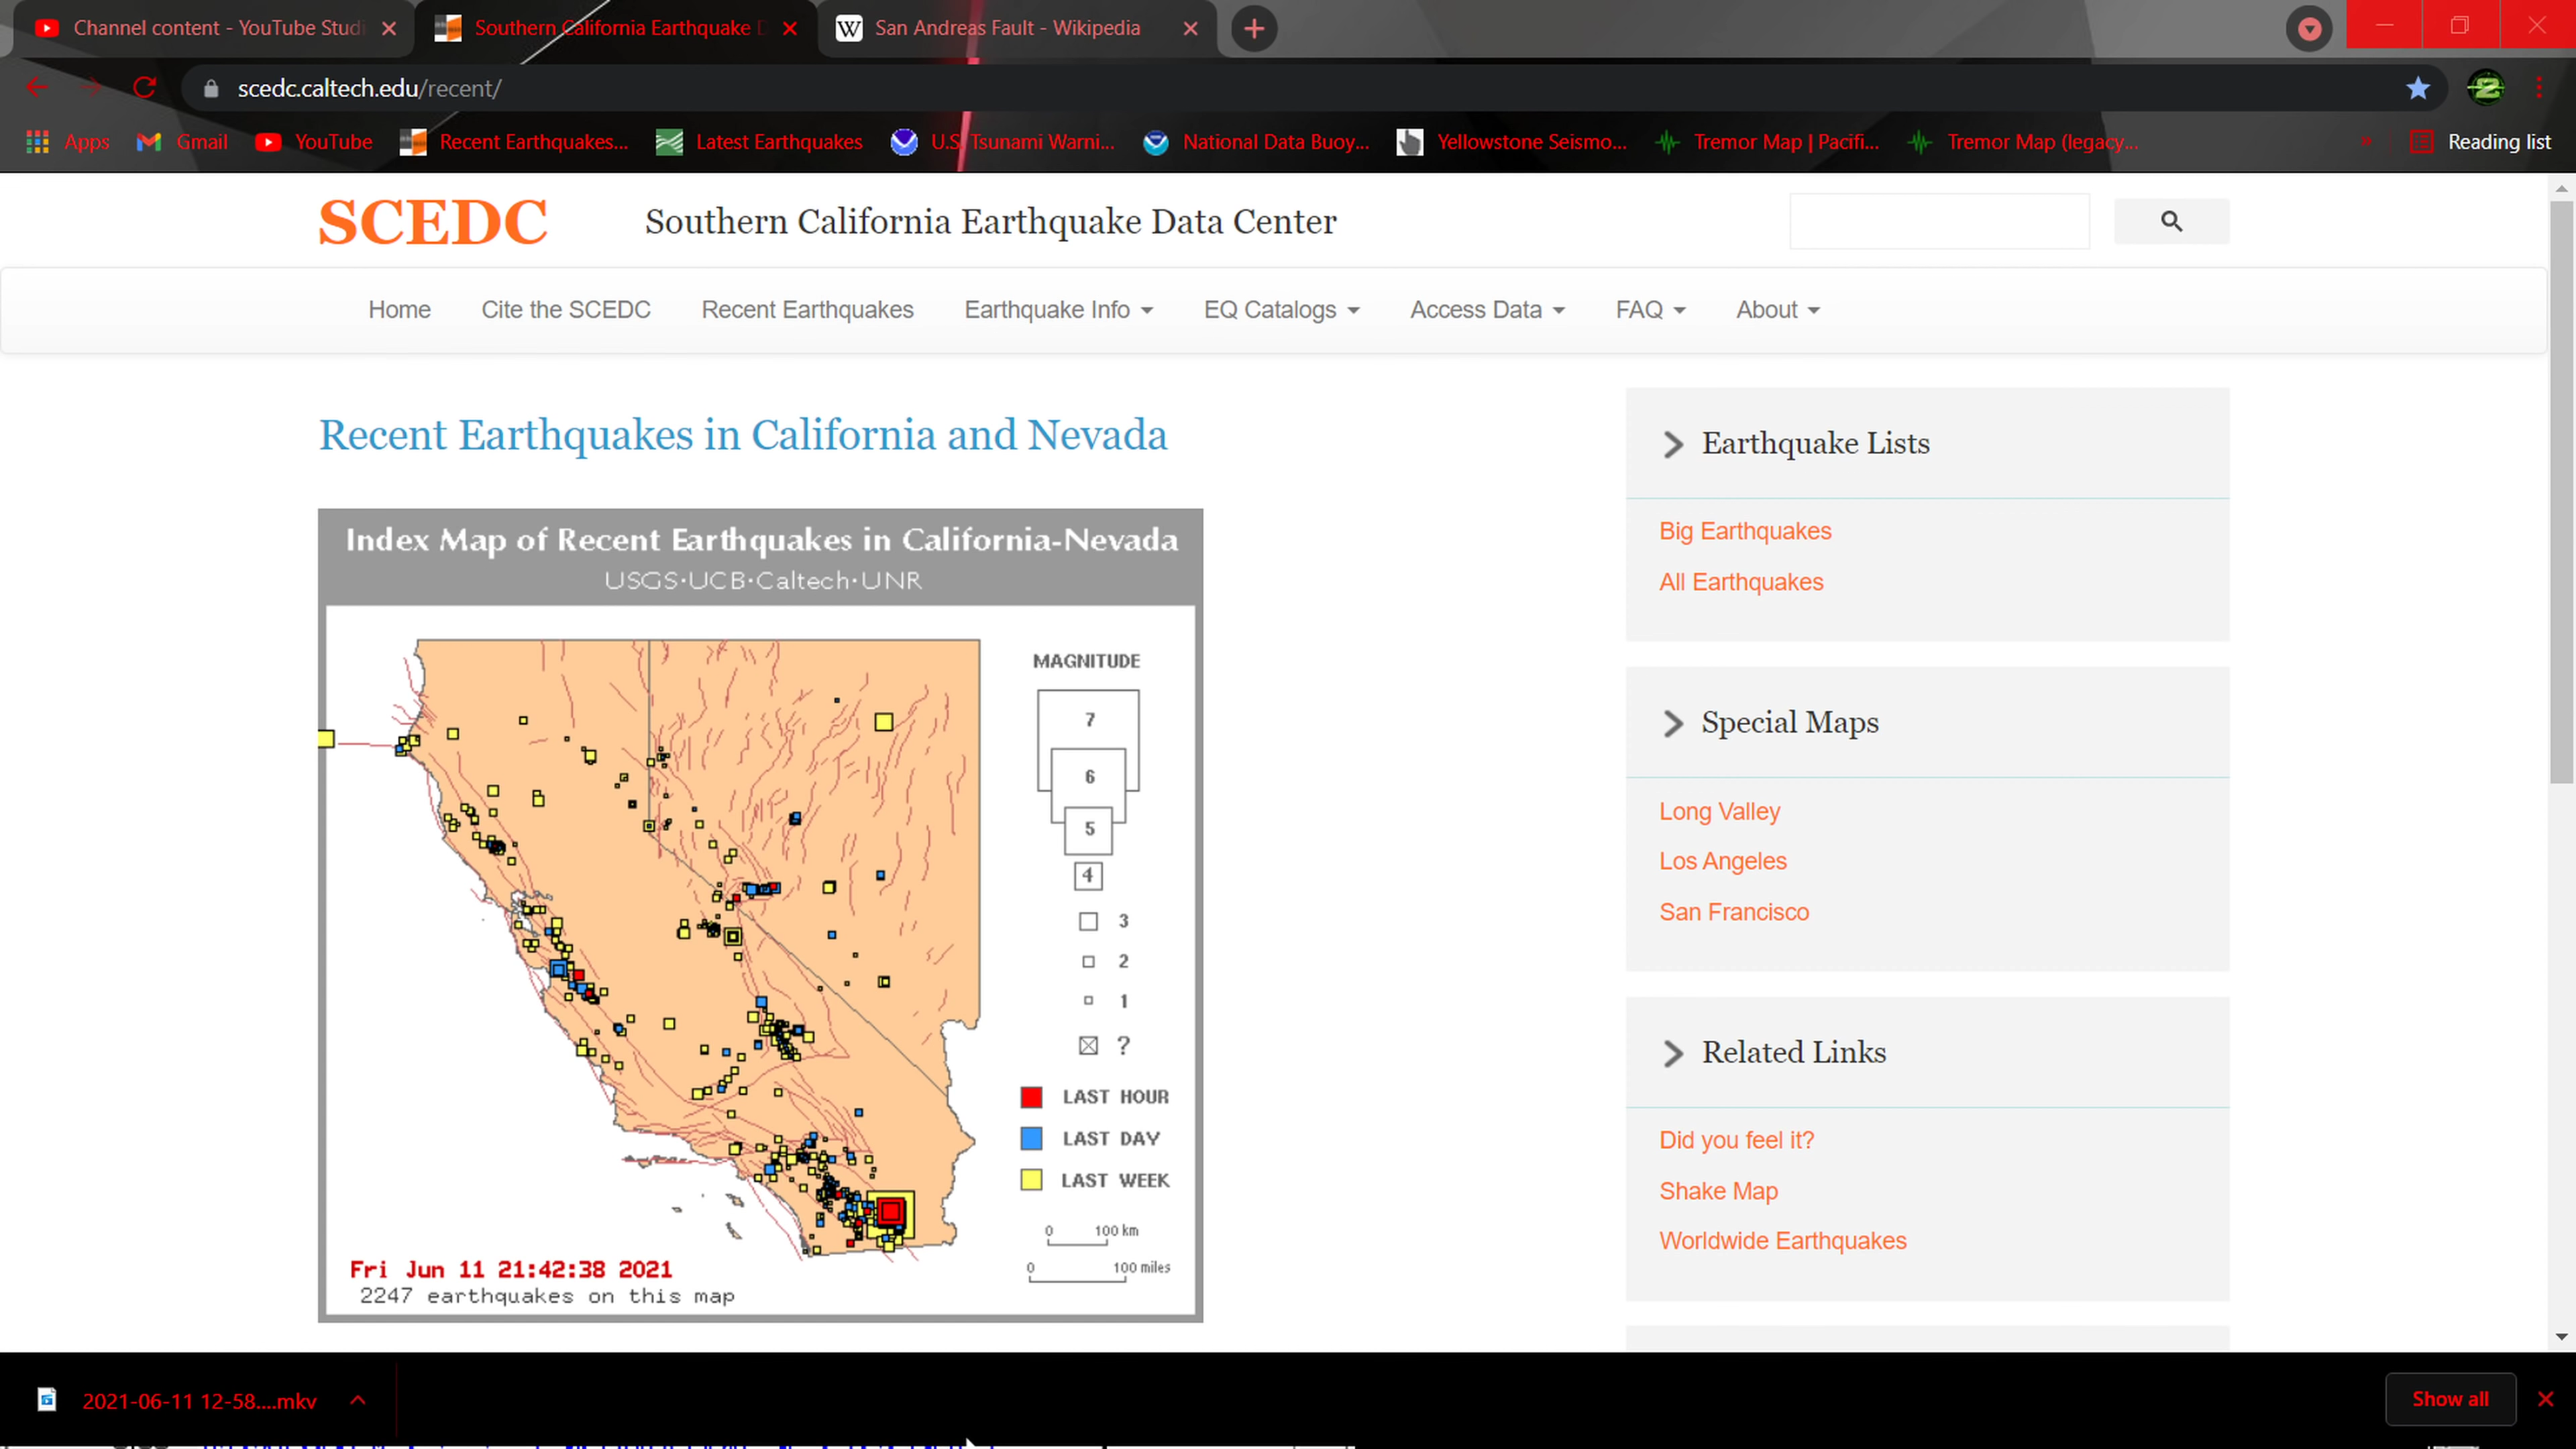 Channel content - YouTube Studi
Southern California Earthquake D
San Andreas Fault - Wikipedia
scedc.caltech.edu/recent/
Apps
Gmail
YouTube
Recent Earthquakes...
Latest Earthquakes
U.S. Tsunami Warni...
National Data Buoy...
Yellowstone Seismo...
Tremor Map | Pacifi...
Tremor Map (legacy...
Reading list
SCEDC
Southern California Earthquake Data Center
Home
Cite the SCEDC
Recent Earthquakes
Earthquake Info
EQ Catalogs
Access Data
FAQ
About
Recent Earthquakes in California and Nevada
Index Map of Recent Earthquakes in California-Nevada
USGS·UCB·Caltech·UNR
MAGNITUDE
7
6
5
4
3
2
1
?
LAST HOUR
LAST DAY
LAST WEEK
0 100 km
0 100 miles
Fri Jun 11 21:42:38 2021
2247 earthquakes on this map
Earthquake Lists
Big Earthquakes
All Earthquakes
Special Maps
Long Valley
Los Angeles
San Francisco
Related Links
Did you feel it?
Shake Map
Worldwide Earthquakes
2021-06-11 12-58....mkv
Show all